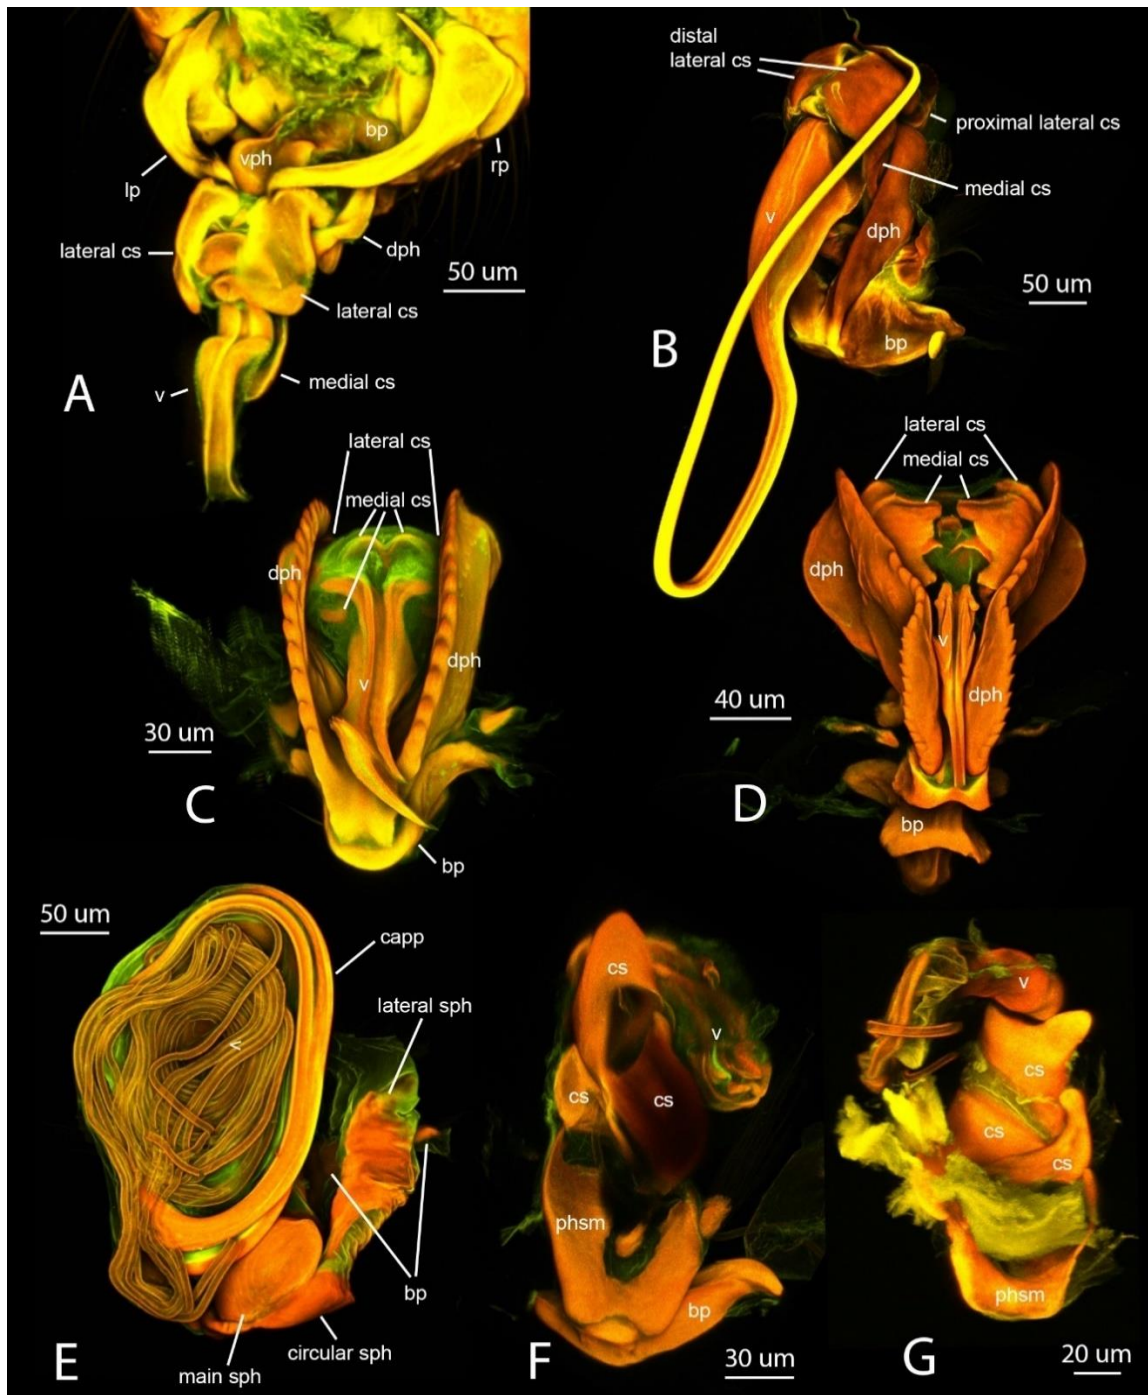 lp
vph
bp
rp
lateral cs
dph
50 um
lateral cs
medial cs
v
A
distal
lateral cs
proximal lateral cs
medial cs
v
dph
50 um
bp
B
lateral cs
medial cs
dph
dph
v
30 um
C
bp
lateral cs
medial cs
dph
v
dph
40 um
D
bp
50 um
capp
lateral sph
v
bp
circular sph
main sph
E
cs
v
cs
cs
phsm
bp
F
30 um
v
cs
cs
cs
phsm
G
20 um